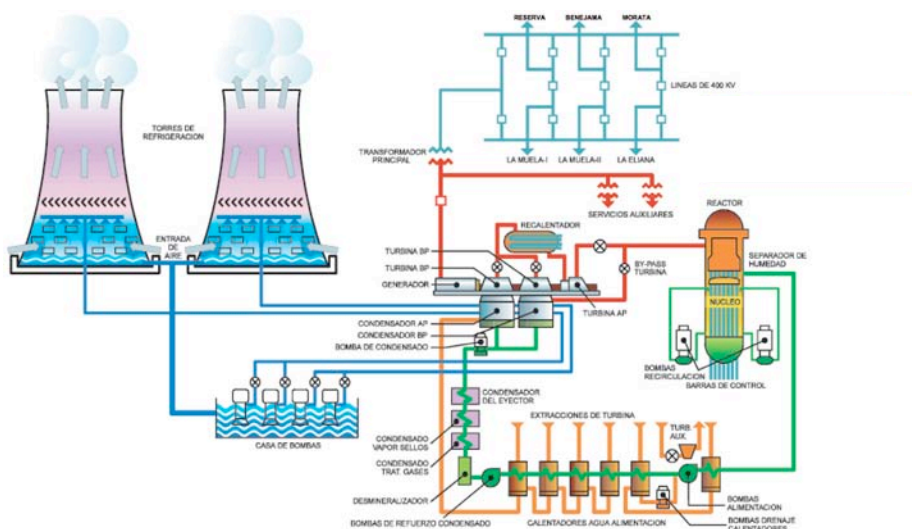 RESERVA
BENEJAMA
MORATA
LINEAS DE 400 KV
LA MUELA-I
LA MUELA-II
LA ELIANA
TORRES DE
REFRIGERACION
TRANSFORMADOR
PRINCIPAL
SERVICIOS AUXILIARES
ENTRADA
DE
AIRE
RECALENTADOR
REACTOR
SEPARADOR
DE HUMEDAD
TURBINA BP
TURBINA BP
GENERADOR
BY-PASS
TURBINA
TURBINA AP
NUCLEO
CONDENSADOR AP
CONDENSADOR BP
BOMBA DE CONDENSADO
BOMBAS
RECIRCULACION
BARRAS DE CONTROL
CONDENSADOR
DEL EYECTOR
CASA DE BOMBAS
CONDENSADO
VAPOR SELLOS
CONDENSADO
TRAT. GASES
EXTRACCIONES DE TURBINA
TURB.
AUX.
DESMINERALIZADOR
BOMBAS DE REFUERZO CONDENSADO
CALENTADORES AGUA ALIMENTACION
BOMBAS
ALIMENTACION
BOMBAS DRENAJE
CALENTADORES